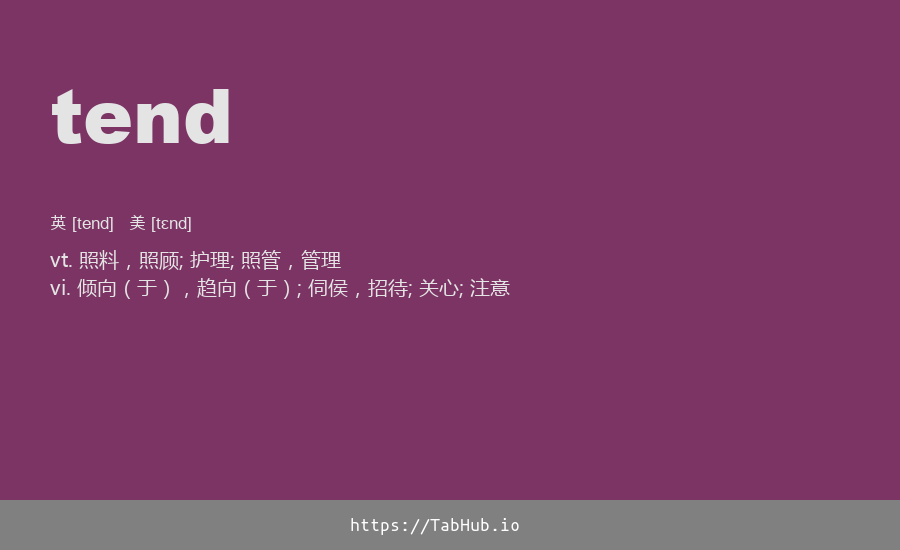 tend
英 [tend] 美 [tɛnd]
vt. 照料，照顾; 护理; 照管，管理
vi. 倾向（于），趋向（于）; 伺侯，招待; 关心; 注意
https://TabHub.io